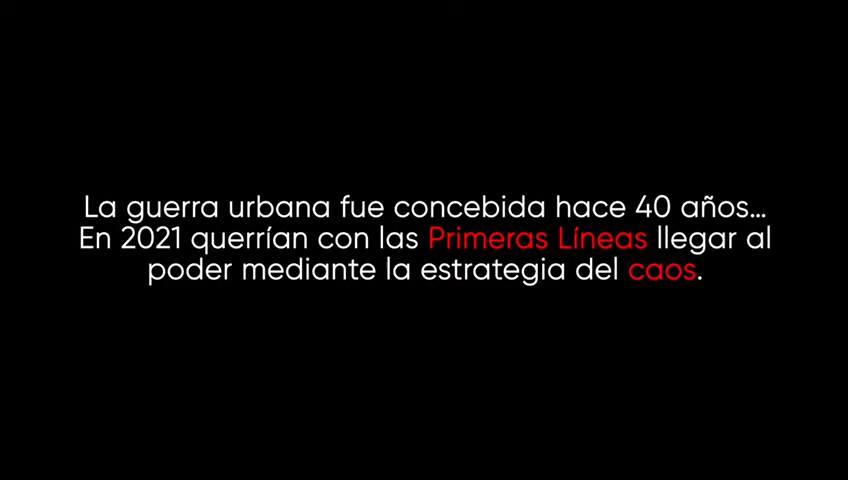 La guerra urbana fue concebida hace 40 años...
En 2021 querrían con las Primeras Líneas llegar al
poder mediante la estrategia del caos.